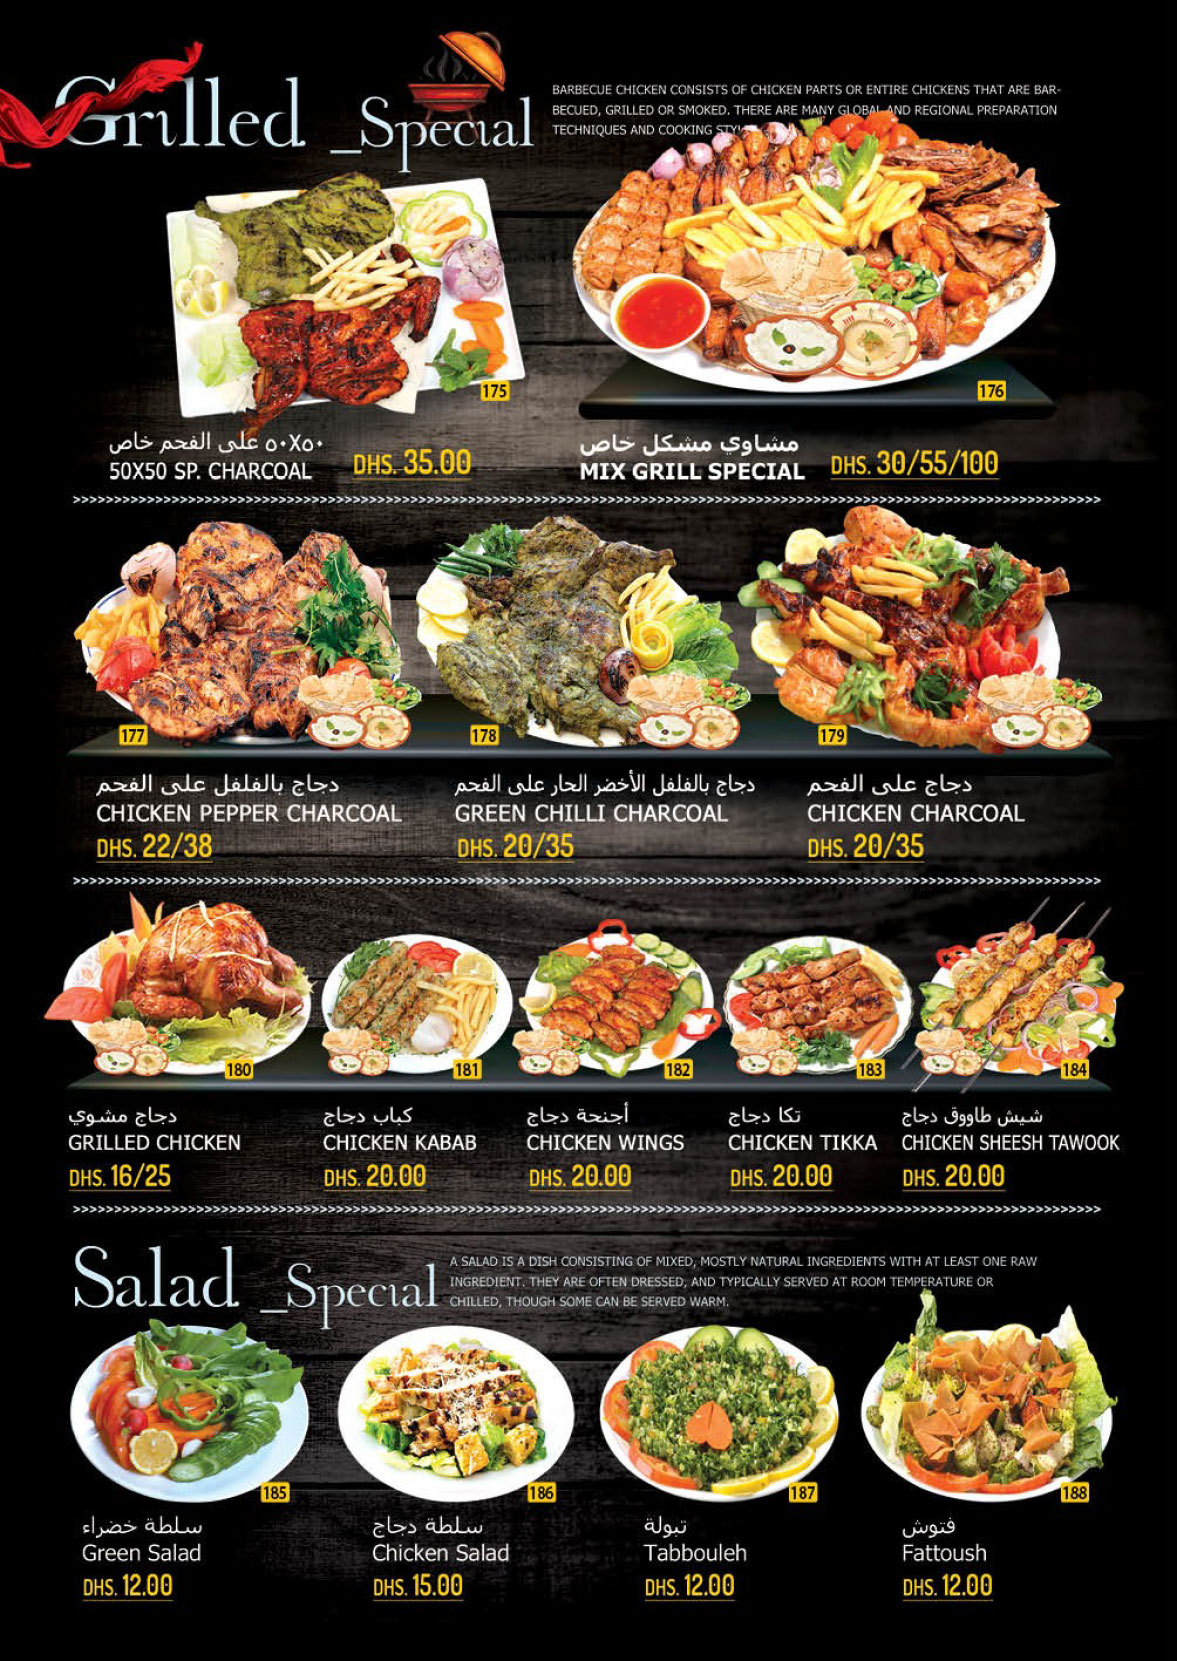 Grilled _Special
BARBECUE CHICKEN CONSISTS OF CHICKEN PARTS OR ENTIRE CHICKENS THAT ARE BAR-
BECUED, GRILLED OR SMOKED. THERE ARE MANY GLOBAL AND REGIONAL PREPARATION
TECHNIQUES AND COOKING
175
176
٥٠X٥٠ على الفحم خاص
50X50 SP. CHARCOAL
DHS. 35.00
مشاوي مشكل خاص
MIX GRILL SPECIAL
DHS. 30/55/100
>>>>>>>>>>>>>>>>>>>>>>>>>>>>>>>>>>>>>>>>
177
178
179
دجاج بالفلفل على الفحم
CHICKEN PEPPER CHARCOAL
DHS. 22/38
دجاج بالفلفل الأخضر الحار على الفحم
GREEN CHILLI CHARCOAL
DHS. 20/35
دجاج على الفحم
CHICKEN CHARCOAL
DHS. 20/35
180
181
182
183
184
دجاج مشوي
GRILLED CHICKEN
DHS. 16/25
كباب دجاج
CHICKEN KABAB
DHS. 20.00
أجنحة دجاج
CHICKEN WINGS
DHS. 20.00
تكا دجاج
CHICKEN TIKKA
DHS. 20.00
شيش طاووق دجاج
CHICKEN SHEESH TAWOOK
DHS. 20.00
Salad _Special
A SALAD IS A DISH CONSISTING OF MIXED, MOSTLY NATURAL INGREDIENTS WITH AT LEAST ONE RAW
INGREDIENT. THEY ARE OFTEN DRESSED, AND TYPICALLY SERVED AT ROOM TEMPERATURE OR
CHILLED, THOUGH SOME CAN BE SERVED WARM.
185
186
187
188
سلطة خضراء
Green Salad
DHS. 12.00
سلطة دجاج
Chicken Salad
DHS. 15.00
تبولة
Tabbouleh
DHS. 12.00
فتوش
Fattoush
DHS. 12.00